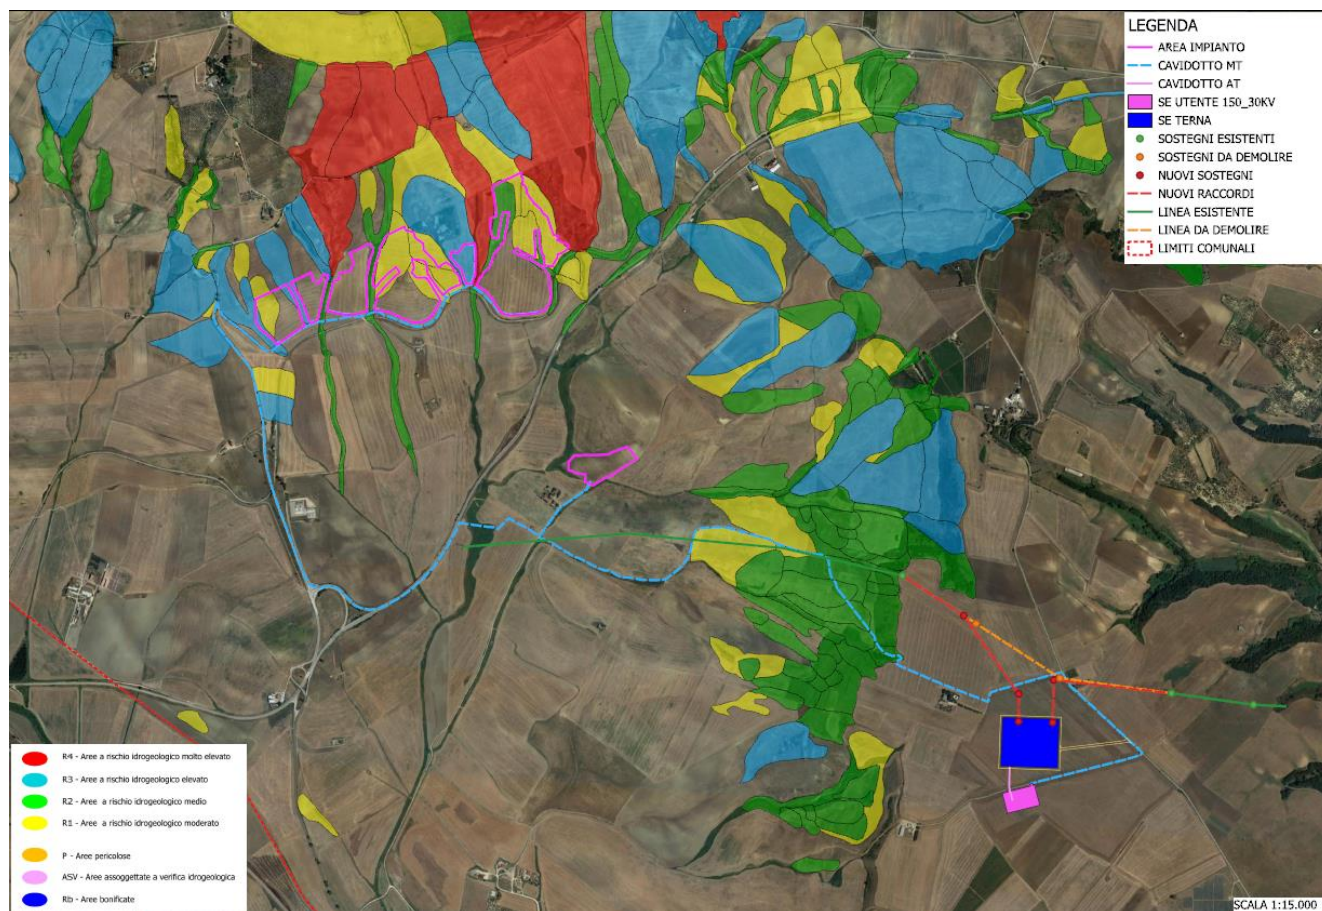 LEGENDA
AREA IMPIANTO
CAVIDOTTO MT
CAVIDOTTO AT
SE UTENTE 150_30KV
SE TERNA
SOSTEGNI ESISTENTI
SOSTEGNI DA DEMOLIRE
NUOVI SOSTEGNI
NUOVI RACCORDI
LINEA ESISTENTE
LINEA DA DEMOLIRE
LIMITI COMUNALI
R4 - Aree a rischio idrogeologico molto elevato
R3 - Aree a rischio idrogeologico elevato
R2 - Aree a rischio idrogeologico medio
R1 - Aree a rischio idrogeologico moderato
P - Aree pericolose
ASV - Aree assoggettate a verifica idrogeologica
Rb - Aree bonificate
SCALA 1:15.000